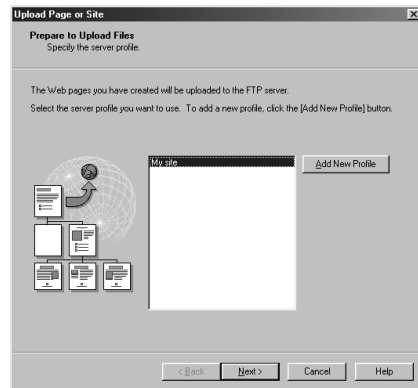 Upload Page or Site
Prepare to Upload Files
Specify the server profile.
The Web pages you have created will be uploaded to the FTP server.
Select the server profile you want to use. To add a new profile, click the [Add New Profile] button.
My site
Add New Profile
< Back
Next >
Cancel
Help